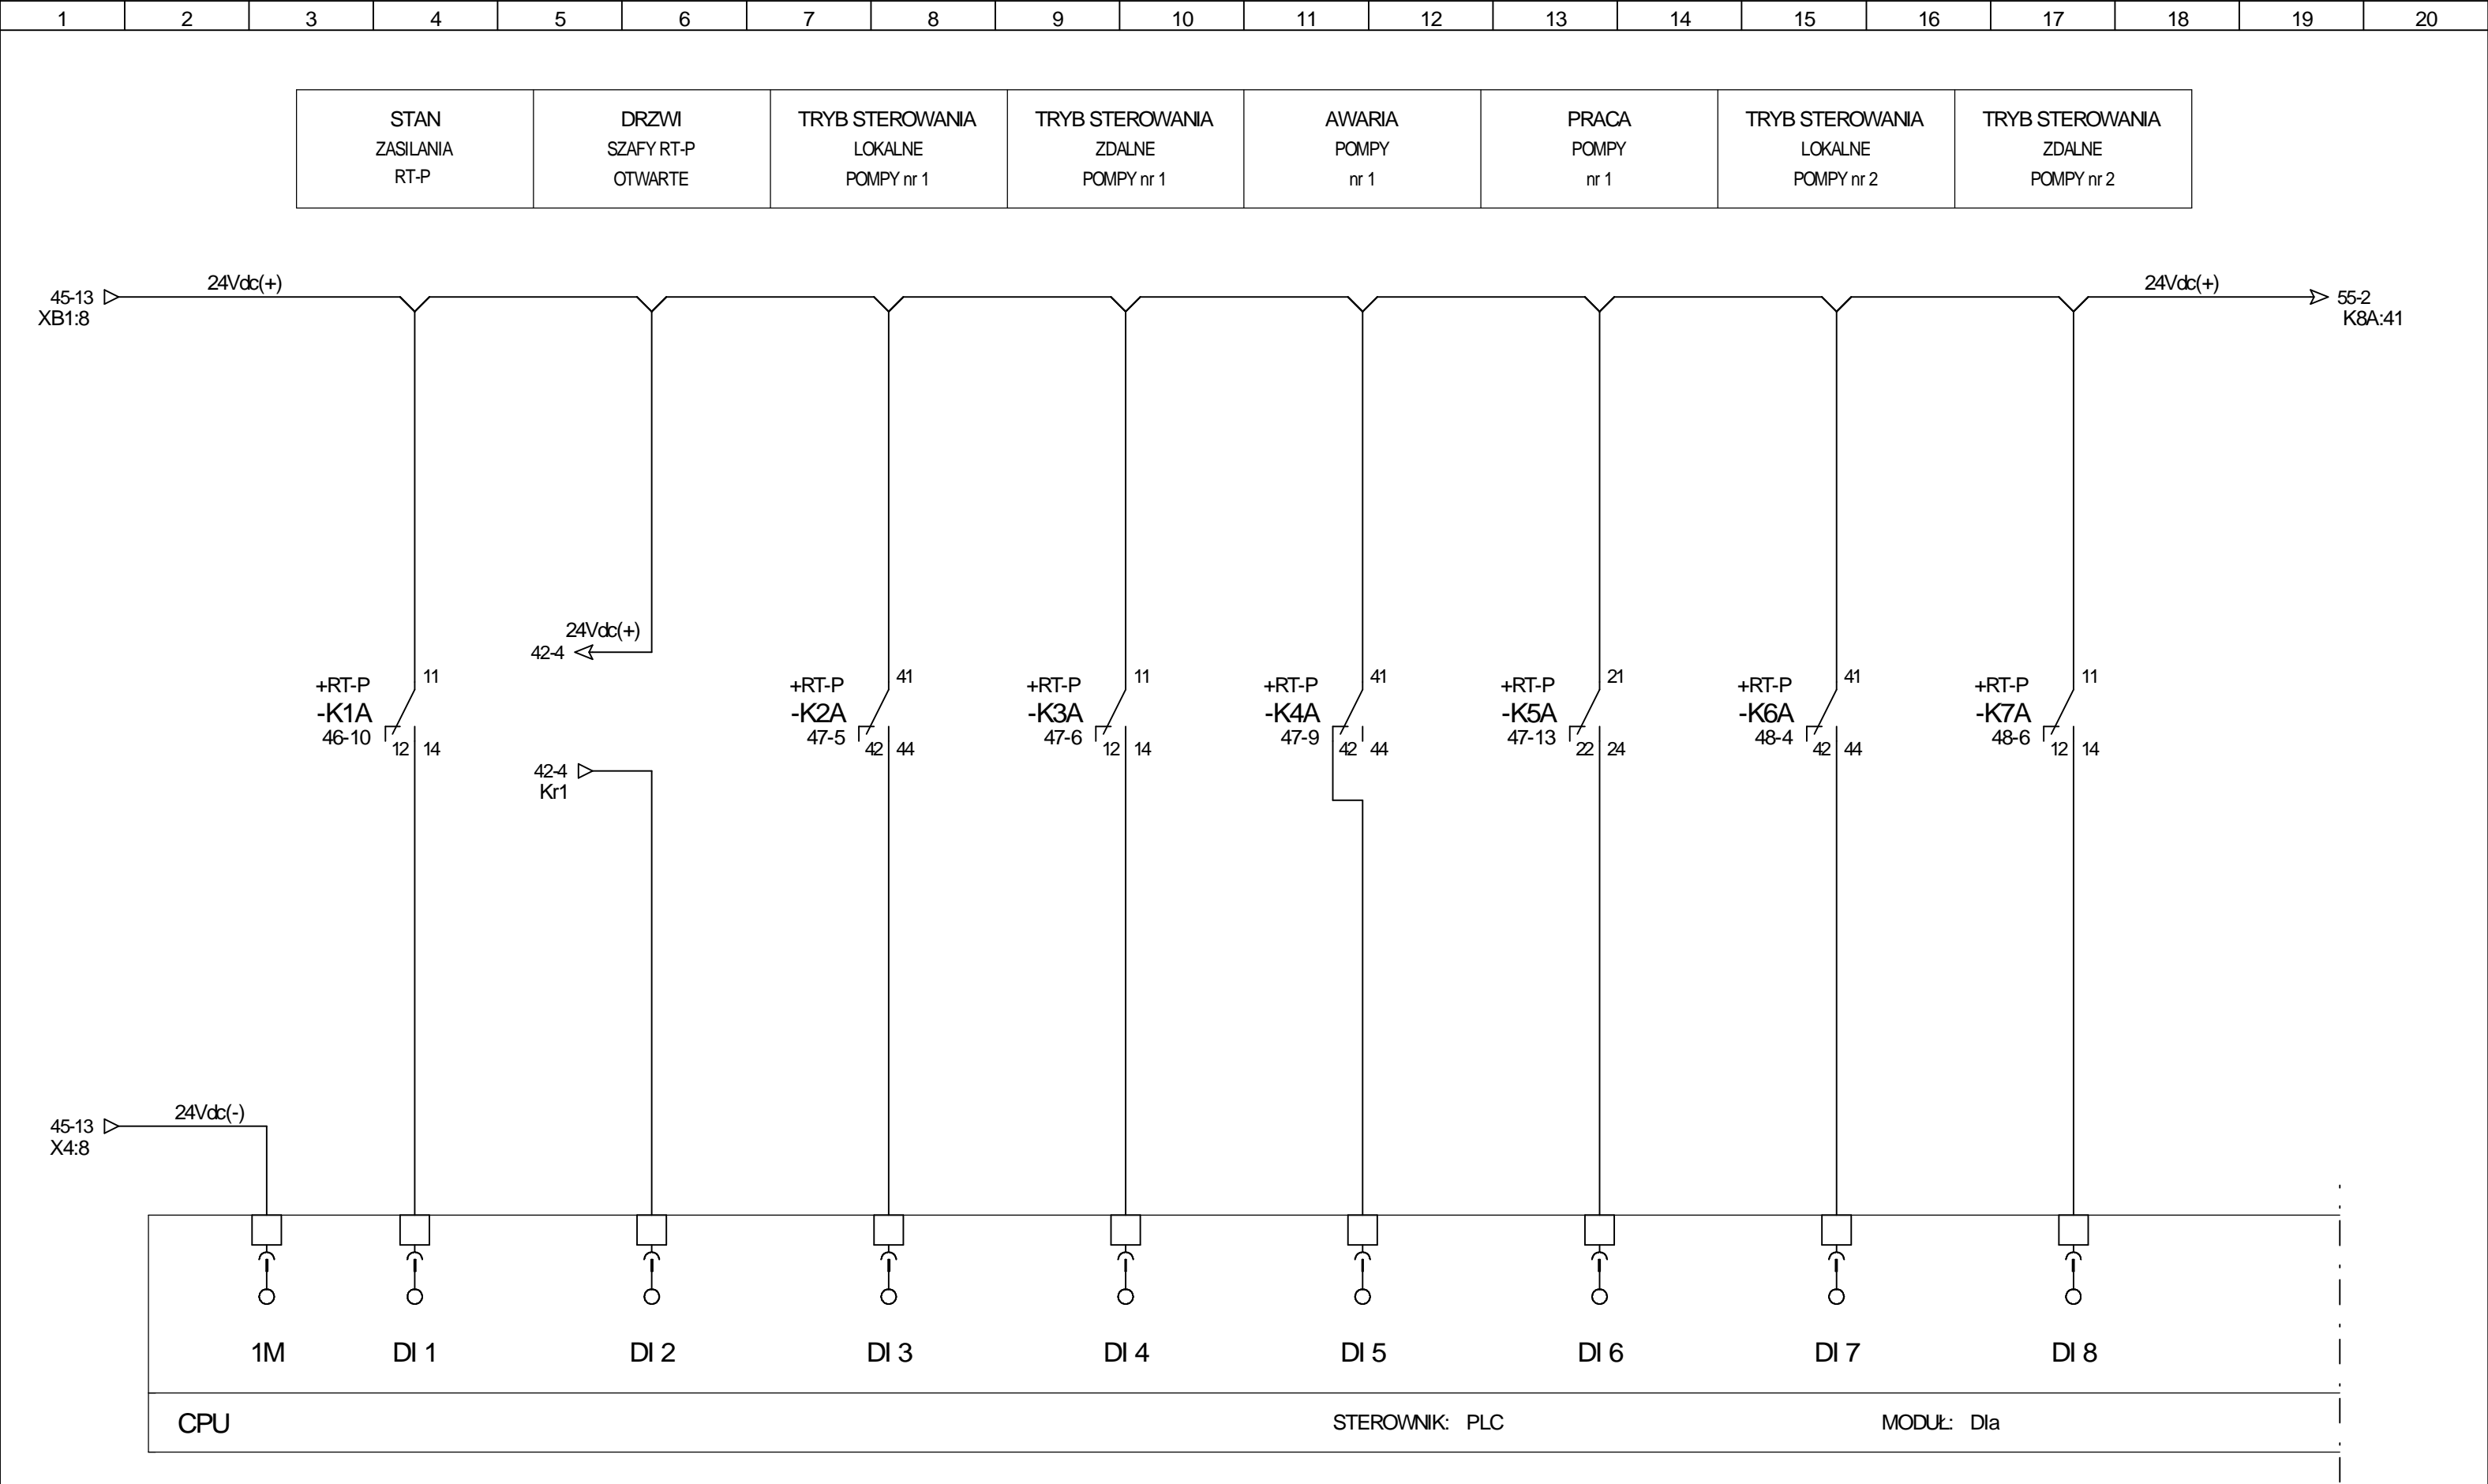 1 2 3 4 5 6 7 8 9 10 11 12 13 14 15 16 17 18 19 20
STAN
ZASILANIA
RT-P
DRZWI
SZAFY RT-P
OTWARTE
TRYB STEROWANIA
LOKALNE
POMPY nr 1
TRYB STEROWANIA
ZDALNE
POMPY nr 1
AWARIA
POMPY
nr 1
PRACA
POMPY
nr 1
TRYB STEROWANIA
LOKALNE
POMPY nr 2
TRYB STEROWANIA
ZDALNE
POMPY nr 2
45-13
XB1:8
24Vdc(+)
24Vdc(+)
55-2
K8A:41
+RT-P
-K1A
46-10
11
12 14
24Vdc(+)
42-4
42-4
Kr1
+RT-P
-K2A
47-5
41
42 44
+RT-P
-K3A
47-6
11
12 14
+RT-P
-K4A
47-9
41
42 44
+RT-P
-K5A
47-13
21
22 24
+RT-P
-K6A
48-4
41
42 44
+RT-P
-K7A
48-6
11
12 14
45-13
X4:8
24Vdc(-)
1M DI 1 DI 2 DI 3 DI 4 DI 5 DI 6 DI 7 DI 8
CPU STEROWNIK: PLC MODUŁ: DIa